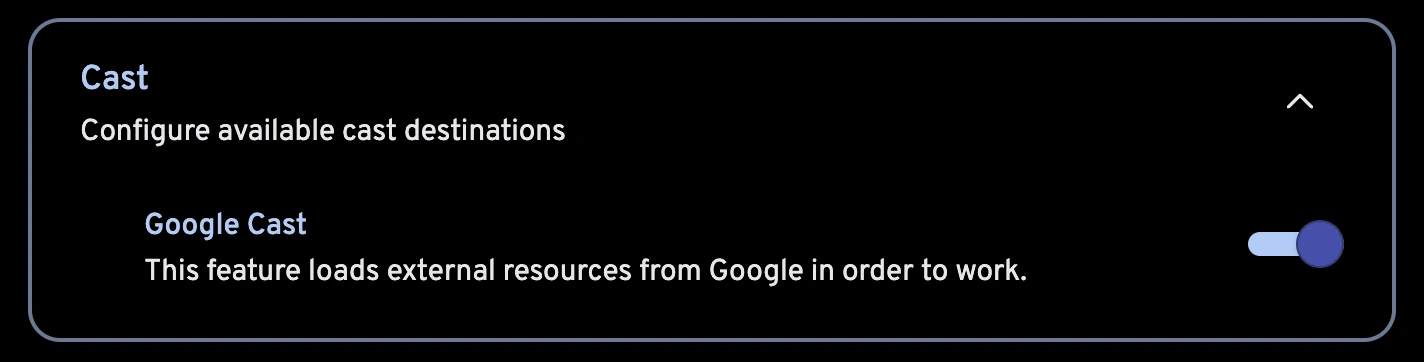 Cast
Configure available cast destinations
Google Cast
This feature loads external resources from Google in order to work.